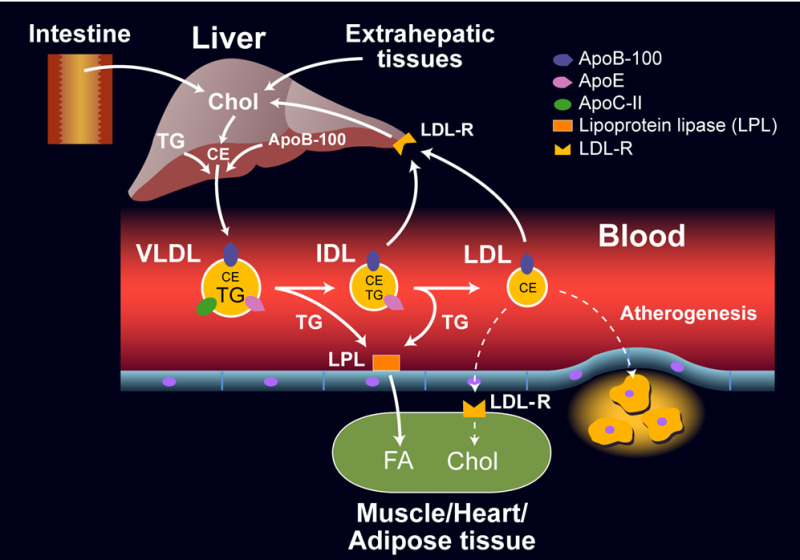 Intestine
Liver
Extrahepatic
tissues
ApoB-100
ApoE
ApoC-II
Lipoprotein lipase (LPL)
LDL-R
Chol
LDL-R
TG
CE
ApoB-100
Blood
VLDL
IDL
LDL
CE
TG
CE
TG
CE
TG
TG
Atherogenesis
LPL
LDL-R
FA
Chol
Muscle/Heart/
Adipose tissue